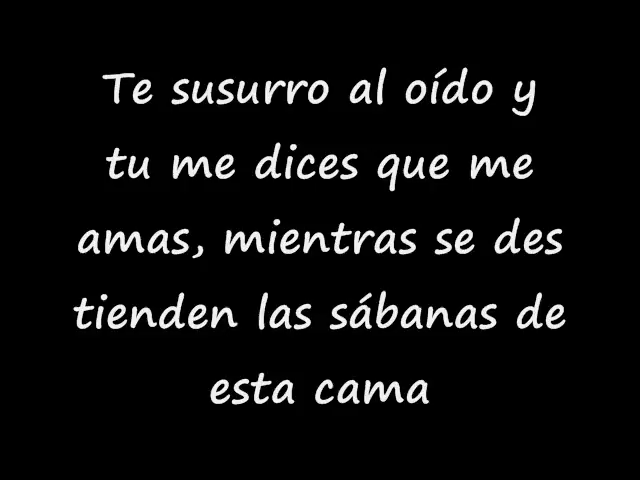 Te susurro al oído y
tu me dices que me
amas, mientras se des
tienden las sábanas de
esta cama